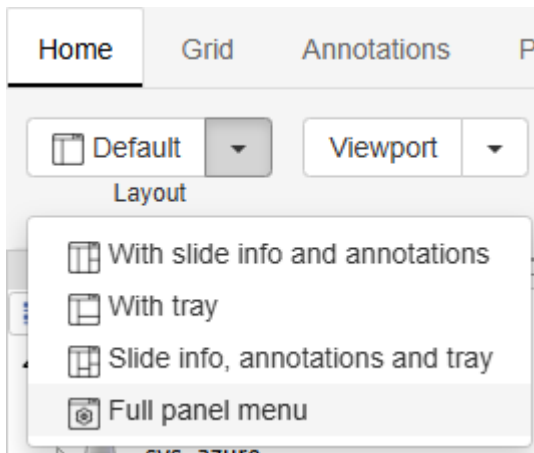 Home Grid Annotations P
Default Viewport
Layout
With slide info and annotations
With tray
Slide info, annotations and tray
Full panel menu